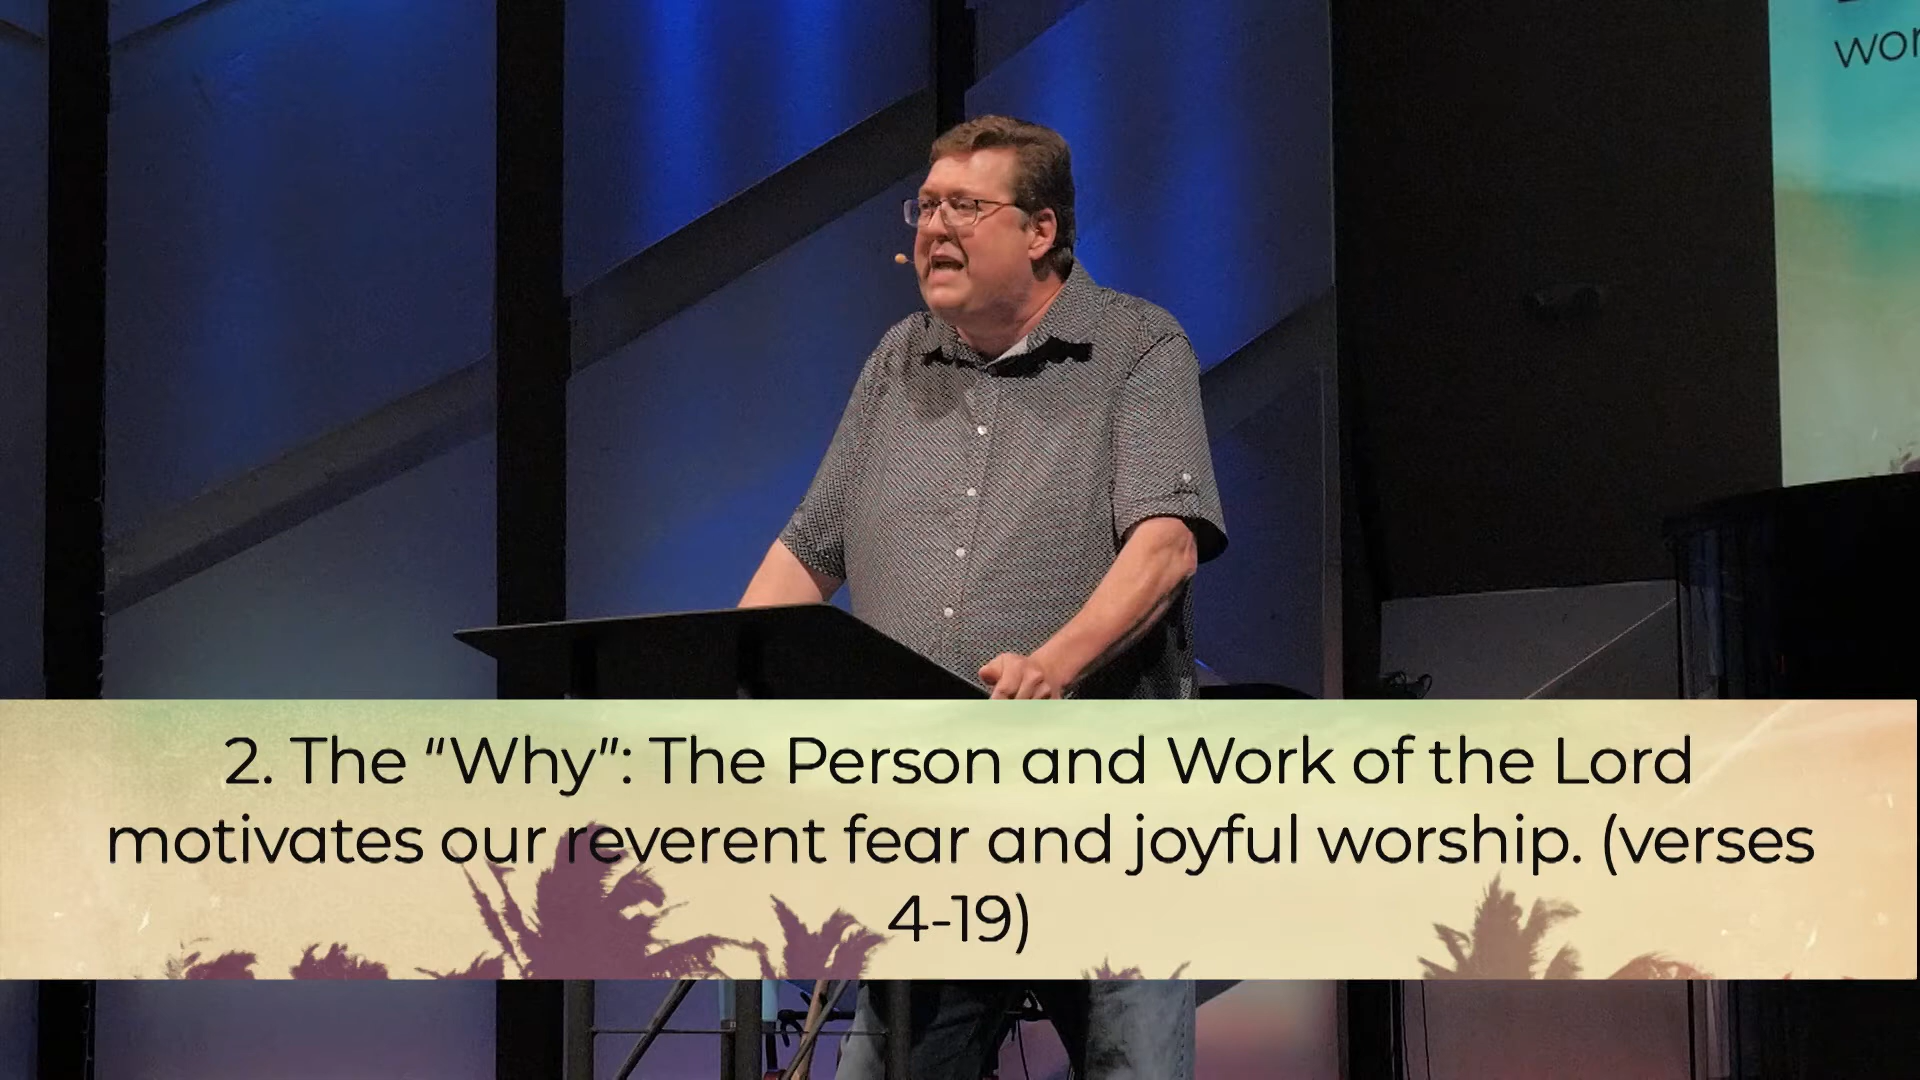 2. The “Why”: The Person and Work of the Lord
motivates our reverent fear and joyful worship. (verses
4-19)